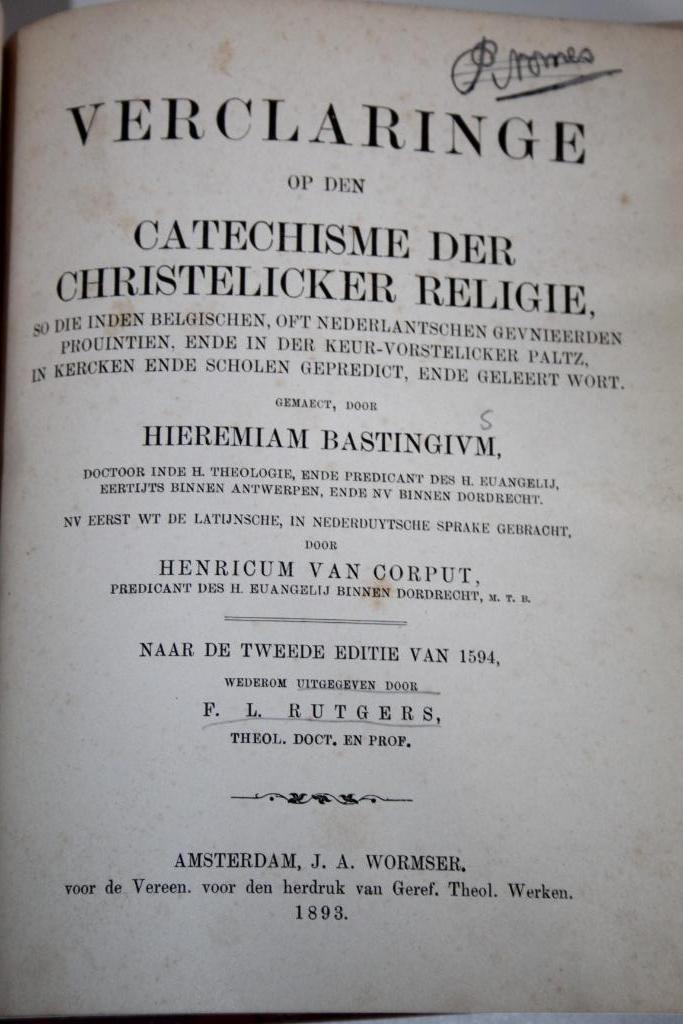 VERCLARINGE
OP DEN
CATECHISME DER
CHRISTELICKER RELIGIE,
SO DIE INDEN BELGISCHEN, OFT NEDERLANTSCHEN GEVNIEERDEN
PROUINTIEN, ENDE IN DER KEUR-VORSTELICKER PALTZ,
IN KERCKEN ENDE SCHOLEN GEPREDICT, ENDE GELEERT WORT.
GEMAECT, DOOR
S
HIEREMIAM BASTINGIVM,
DOCTOOR INDE H. THEOLOGIE, ENDE PREDICANT DES H. EUANGELIJ,
EERTIJTS BINNEN ANTWERPEN, ENDE NV BINNEN DORDRECHT.
NV EERST WT DE LATIJNSCHE, IN NEDERDUYTSCHE SPRAKE GEBRACHT,
DOOR
HENRICUM VAN CORPUT,
PREDICANT DES H. EUANGELIJ BINNEN DORDRECHT, M. T. B.
NAAR DE TWEEDE EDITIE VAN 1594,
WEDEROM UITGEGEVEN DOOR
F. L. RUTGERS,
THEOL. DOCT. EN PROF.
AMSTERDAM, J. A. WORMSER.
voor de Vereen. voor den herdruk van Geref. Theol. Werken.
1893.